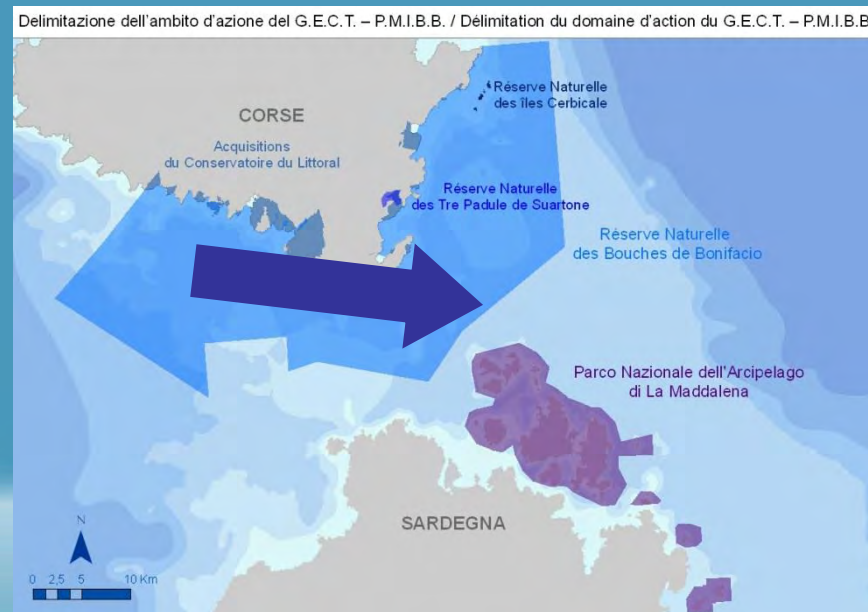 Delimitazione dell'ambito d'azione del G.E.C.T. – P.M.I.B.B. / Délimitation du domaine d'action du G.E.C.T. – P.M.I.B.B
Réserve Naturelle
des îles Cerbicale
CORSE
Acquisitions
du Conservatoire du Littoral
Réserve Naturelle
des Tre Padule de Suartone
Réserve Naturelle
des Bouches de Bonifacio
Parco Nazionale dell'Arcipelago
di La Maddalena
SARDEGNA
N
0 2,5 5 10 Km